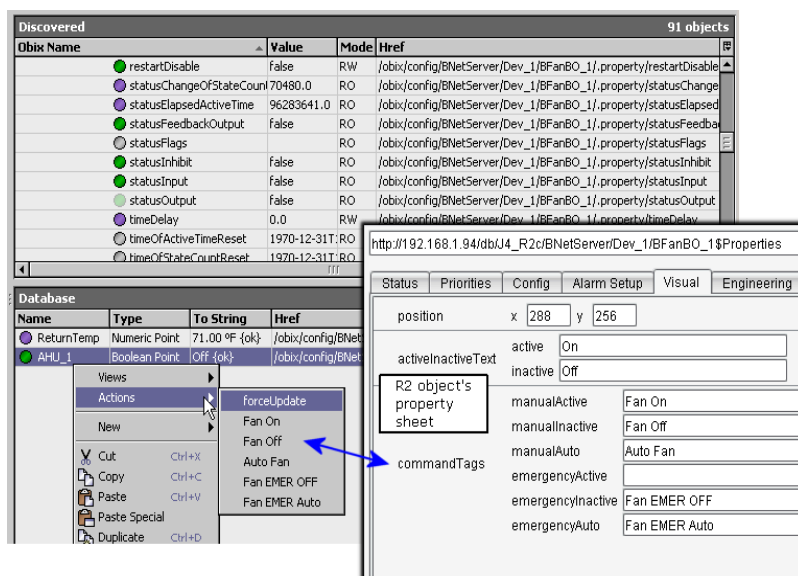 Discovered 91 objects
Obix Name Value Mode Href
restartDisable false RW /obix/config/BNetServer/Dev_1/BFanBO_1/.property/restartDisable
statusChangeOfStateCount 70480.0 RO /obix/config/BNetServer/Dev_1/BFanBO_1/.property/statusChange
statusElapsedActiveTime 96283641.0 RO /obix/config/BNetServer/Dev_1/BFanBO_1/.property/statusElapsed
statusFeedbackOutput false RO /obix/config/BNetServer/Dev_1/BFanBO_1/.property/statusFeedba
statusFlags RO /obix/config/BNetServer/Dev_1/BFanBO_1/.property/statusFlags
statusInhibit false RO /obix/config/BNetServer/Dev_1/BFanBO_1/.property/statusInhibit
statusInput false RO /obix/config/BNetServer/Dev_1/BFanBO_1/.property/statusInput
statusOutput false RO /obix/config/BNetServer/Dev_1/BFanBO_1/.property/statusOutput
timeDelay 0.0 RW /obix/config/BNetServer/Dev_1/BFanBO_1/.property/timeDelay
timeOfActiveTimeReset 1970-12-31T: RO
timeOfStateCountReset 1970-12-31T: RO
Database
Name Type To String Href
ReturnTemp Numeric Point 71.00 ºF {ok} /obix/config/BNet
AHU_1 Boolean Point Off {ok} /obix/config/BNet
Views
Actions
New
Cut Ctrl+X
Copy Ctrl+C
Paste Ctrl+V
Paste Special
Duplicate Ctrl+D
forceUpdate
Fan On
Fan Off
Auto Fan
Fan EMER OFF
Fan EMER Auto
http://192.168.1.94/db/J4_R2c/BNetServer/Dev_1/BFanBO_1$Properties
Status Priorities Config Alarm Setup Visual Engineering
position x 288 y 256
activeInactiveText active On
inactive Off
R2 object's
property
sheet
commandTags
manualActive Fan On
manualInactive Fan Off
manualAuto Auto Fan
emergencyActive
emergencyInactive Fan EMER OFF
emergencyAuto Fan EMER Auto